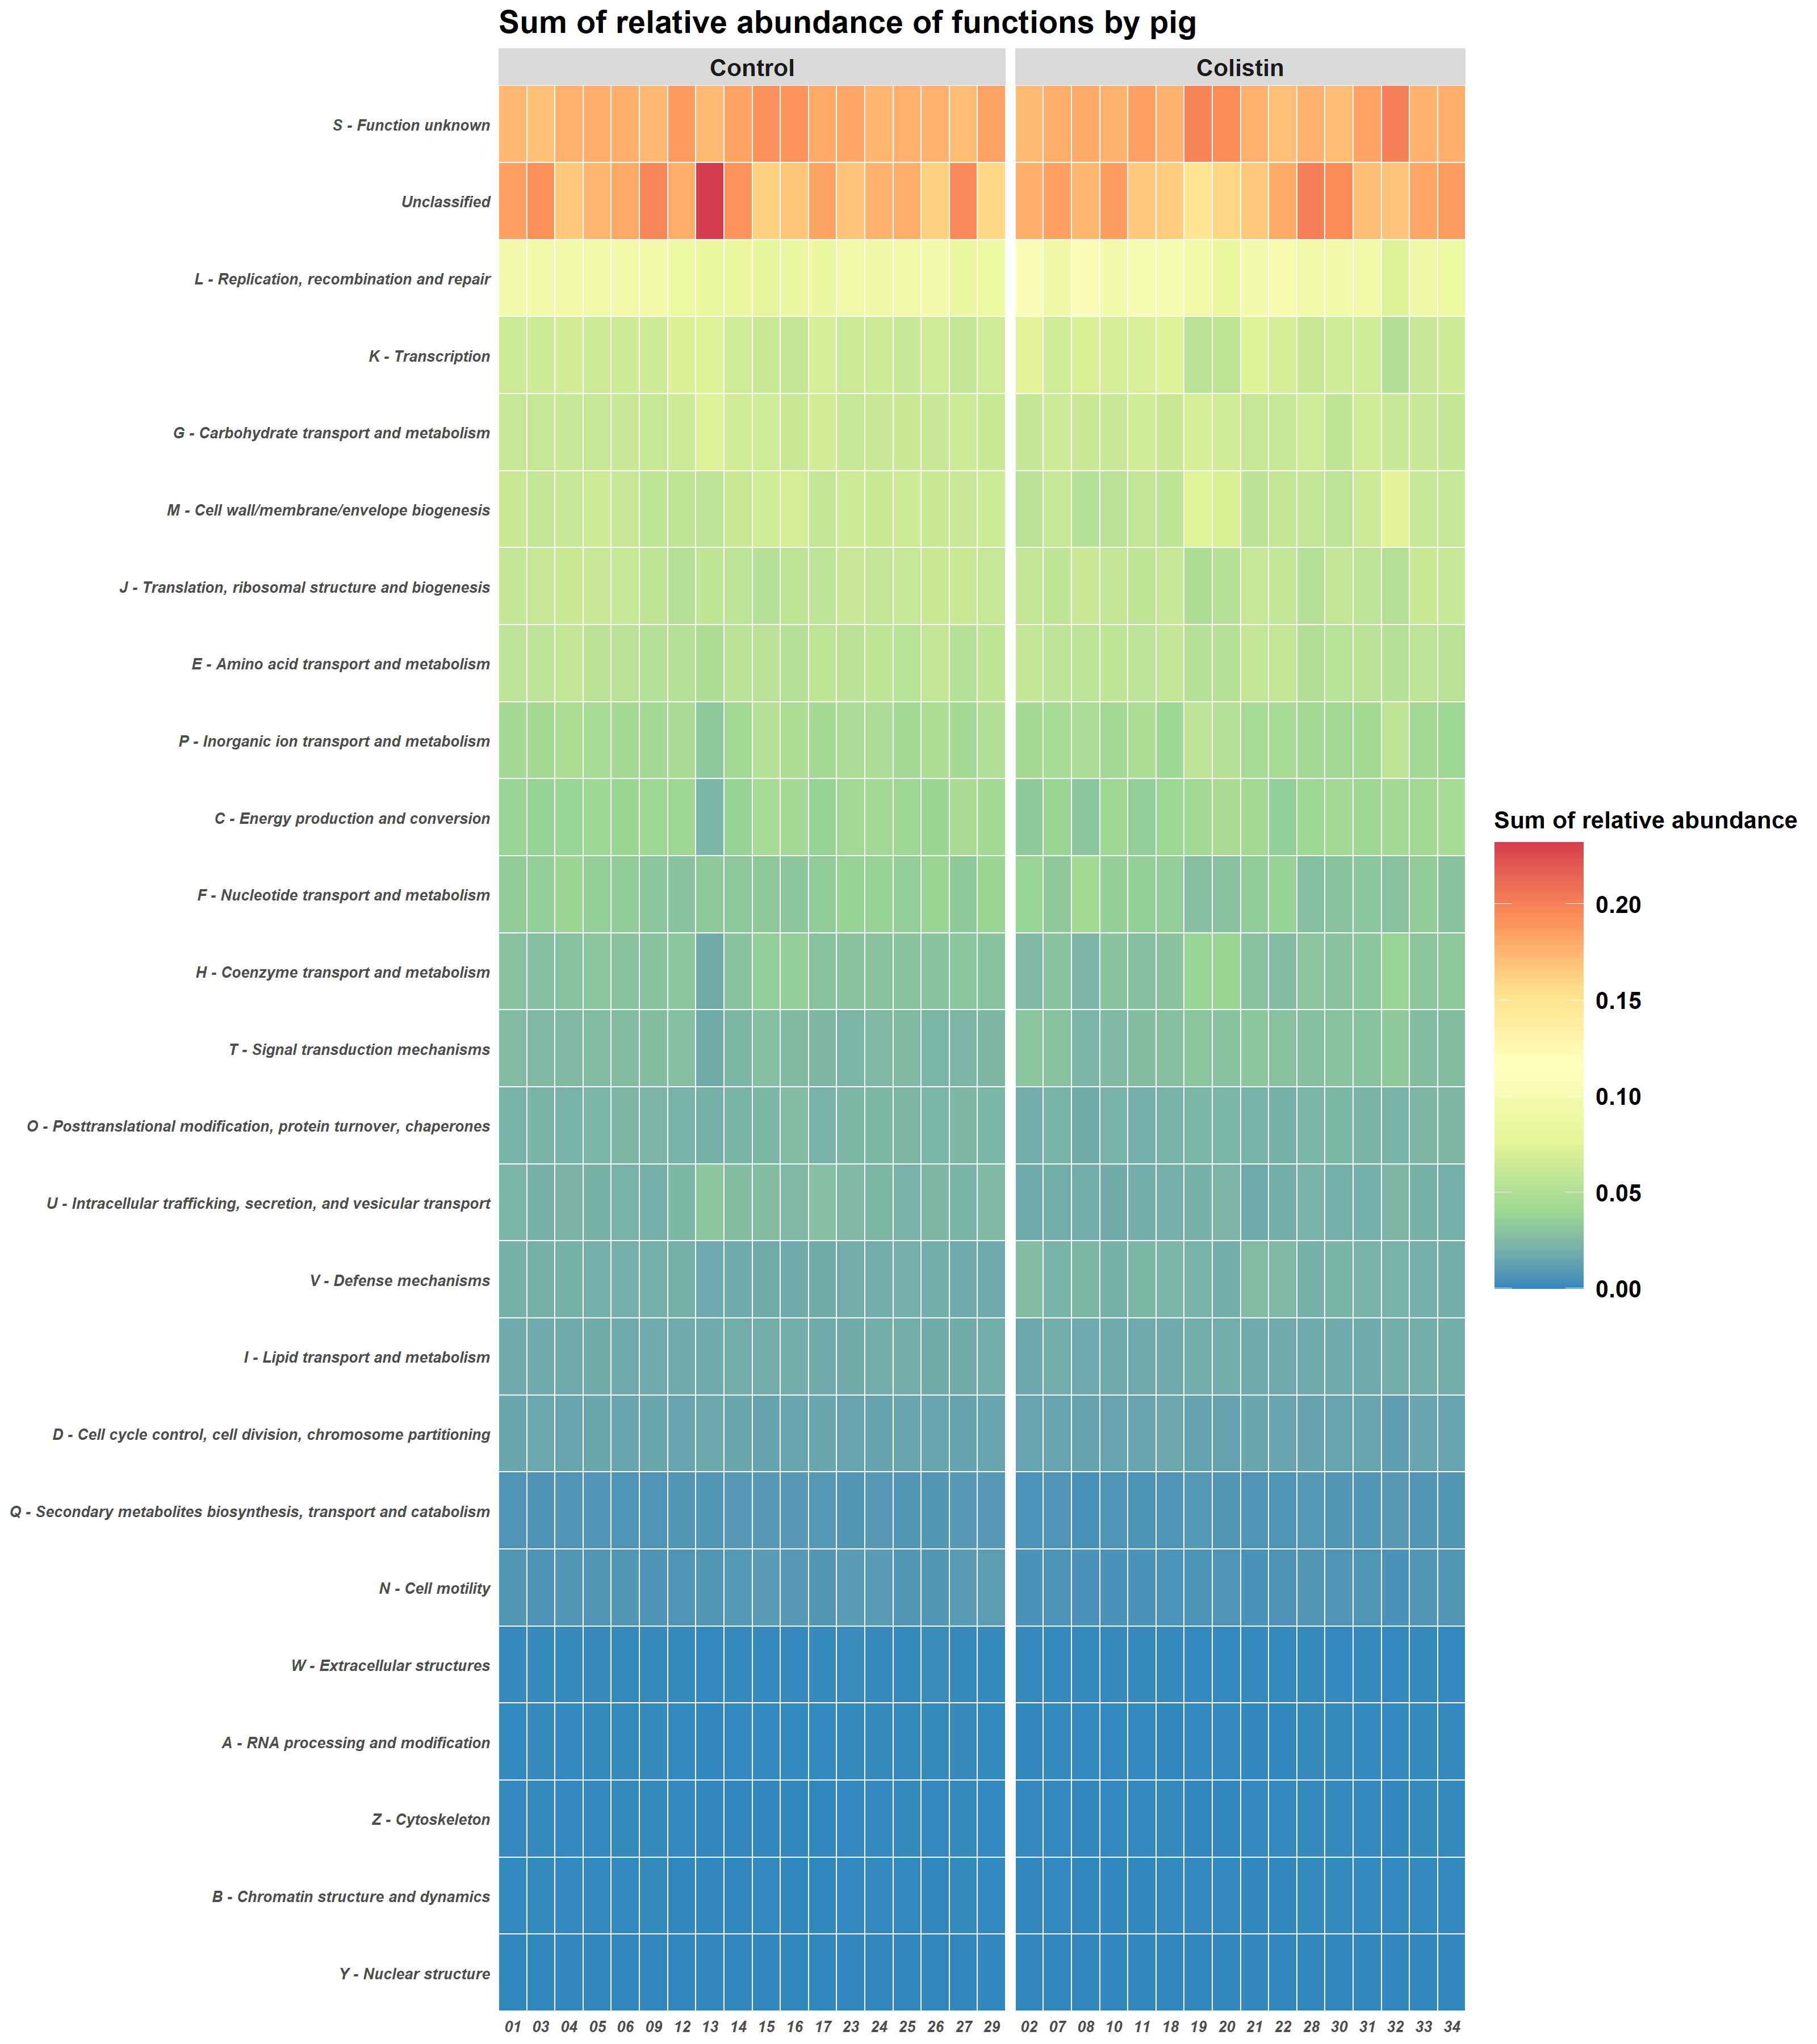 Sum of relative abundance of functions by pig
Control Colistin
S - Function unknown
Unclassified
L - Replication, recombination and repair
K - Transcription
G - Carbohydrate transport and metabolism
M - Cell wall/membrane/envelope biogenesis
J - Translation, ribosomal structure and biogenesis
E - Amino acid transport and metabolism
P - Inorganic ion transport and metabolism
C - Energy production and conversion
F - Nucleotide transport and metabolism
H - Coenzyme transport and metabolism
T - Signal transduction mechanisms
O - Posttranslational modification, protein turnover, chaperones
U - Intracellular trafficking, secretion, and vesicular transport
V - Defense mechanisms
I - Lipid transport and metabolism
D - Cell cycle control, cell division, chromosome partitioning
Q - Secondary metabolites biosynthesis, transport and catabolism
N - Cell motility
W - Extracellular structures
A - RNA processing and modification
Z - Cytoskeleton
B - Chromatin structure and dynamics
Y - Nuclear structure
01 03 04 05 06 09 12 13 14 15 16 17 23 24 25 26 27 29 02 07 08 10 11 18 19 20 21 22 28 30 31 32 33 34
Sum of relative abundance
0.20
0.15
0.10
0.05
0.00